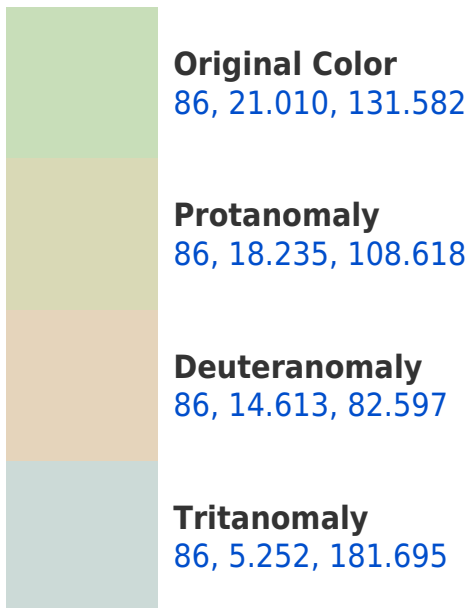 Original Color
86, 21.010, 131.582
Protanomaly
86, 18.235, 108.618
Deuteranomaly
86, 14.613, 82.597
Tritanomaly
86, 5.252, 181.695